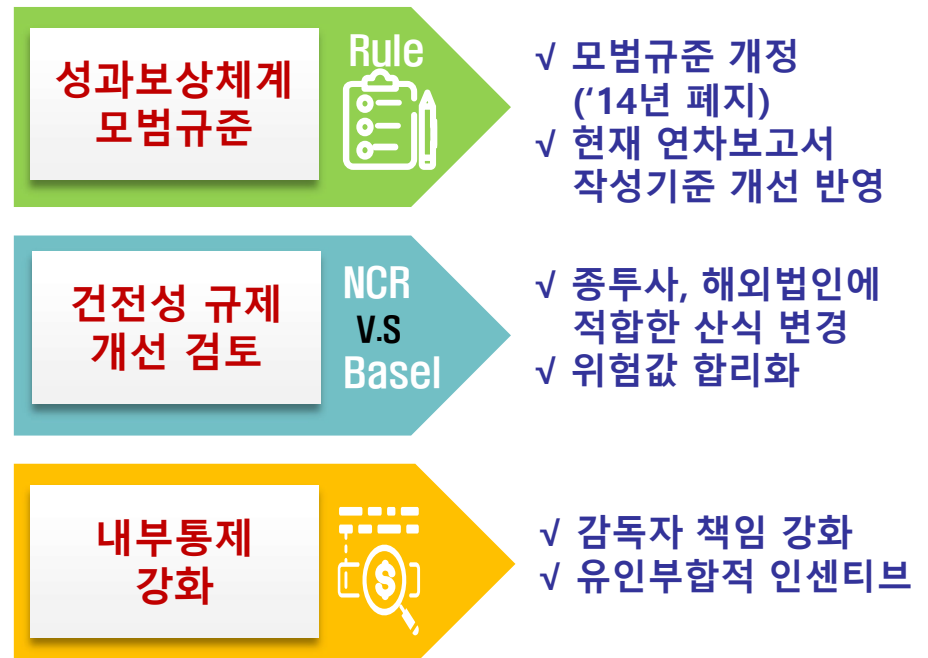 성과보상체계
모범규준
Rule
√ 모범규준 개정
(‘14년 폐지)
√ 현재 연차보고서
작성기준 개선 반영
건전성 규제
개선 검토
NCR
V.S
Basel
√ 종투사, 해외법인에
적합한 산식 변경
√ 위험값 합리화
내부통제
강화
$
√ 감독자 책임 강화
√ 유인부합적 인센티브